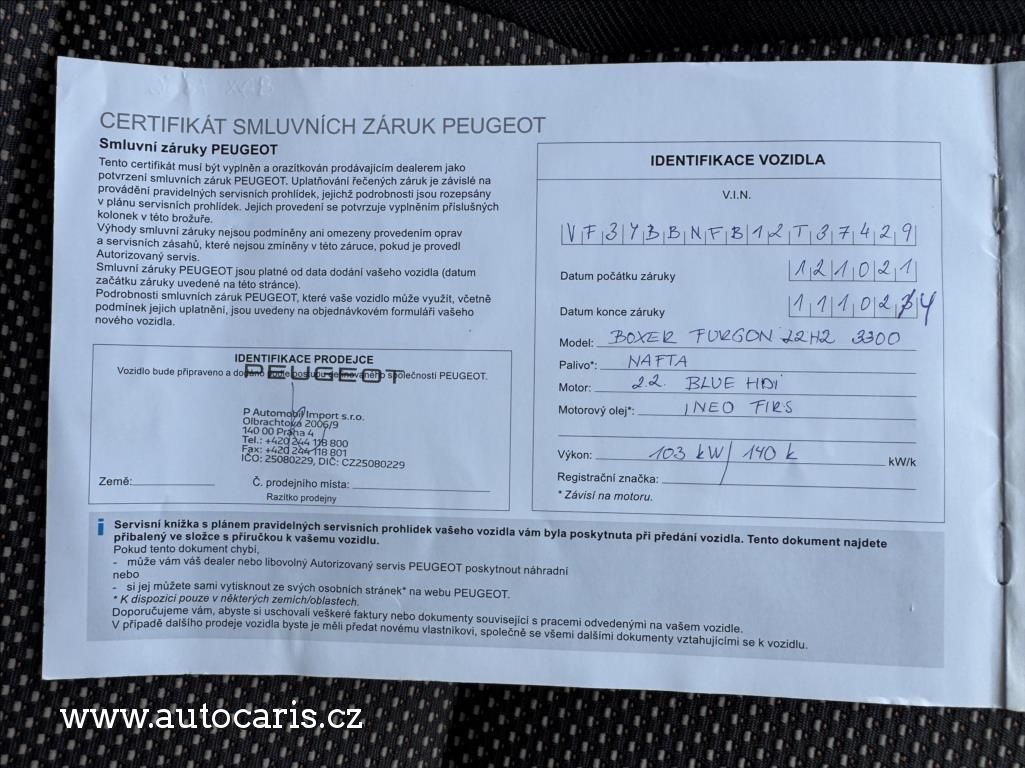 CERTIFIKÁT SMLUVNÍCH ZÁRUK PEUGEOT
Smluvní záruky PEUGEOT
Tento certifikát musí být vyplněn a orazítkován prodávajícím dealerem jako
potvrzení smluvních záruk PEUGEOT. Uplatňování řečených záruk je závislé na
provádění pravidelných servisních prohlídek, jejichž podrobnosti jsou rozepsány
v plánu servisních prohlídek. Jejich provedení se potvrzuje vyplněním příslušných
kolonek v této brožuře.
Výhody smluvní záruky nejsou podmíněny ani omezeny provedením oprav
a servisních zásahů, které nejsou zmíněny v této záruce, pokud je provedl
Autorizovaný servis.
Smluvní záruky PEUGEOT jsou platné od data dodání vašeho vozidla (datum
začátku záruky uvedené na této stránce).
Podrobnosti smluvních záruk PEUGEOT, které vaše vozidlo může využít, včetně
podmínek jejich uplatnění, jsou uvedeny na objednávkovém formuláři vašeho
nového vozidla.
IDENTIFIKACE PRODEJCE
Vozidlo bude připraveno a dodáno podle postupu definovaného společností PEUGEOT.
PEUGEOT
P Automobil Import s.r.o.
Olbrachtova 2006/9
140 00 Praha 4
Tel.: +420 244 118 800
Fax: +420 244 118 801
IČO: 25080229, DIČ: CZ25080229
Země:
Č. prodejního místa:
Razítko prodejny
IDENTIFIKACE VOZIDLA
V.I.N.
VF3YBBNFB12T37429
Datum počátku záruky 121021
Datum konce záruky 11102 4
Model: BOXER FURGON L2H2 3300
Palivo*: NAFTA
Motor: 2.2. BLUE HDi
Motorový olej*: INEO FIRS
Výkon: 103 kW/ 140 k kW/k
Registrační značka:
* Závisí na motoru.
i
Servisní knížka s plánem pravidelných servisních prohlídek vašeho vozidla vám byla poskytnuta při předání vozidla. Tento dokument najdete
přibalený ve složce s příručkou k vašemu vozidlu.
Pokud tento dokument chybí,
- může vám váš dealer nebo libovolný Autorizovaný servis PEUGEOT poskytnout náhradní
nebo
- si jej můžete sami vytisknout ze svých osobních stránek* na webu PEUGEOT.
* K dispozici pouze v některých zemích/oblastech.
Doporučujeme vám, abyste si uschovali veškeré faktury nebo dokumenty související s pracemi odvedenými na vašem vozidle.
V případě dalšího prodeje vozidla byste je měli předat novému vlastníkovi, společně se všemi dalšími dokumenty vztahujícími se k vozidlu.
www.autocaris.cz